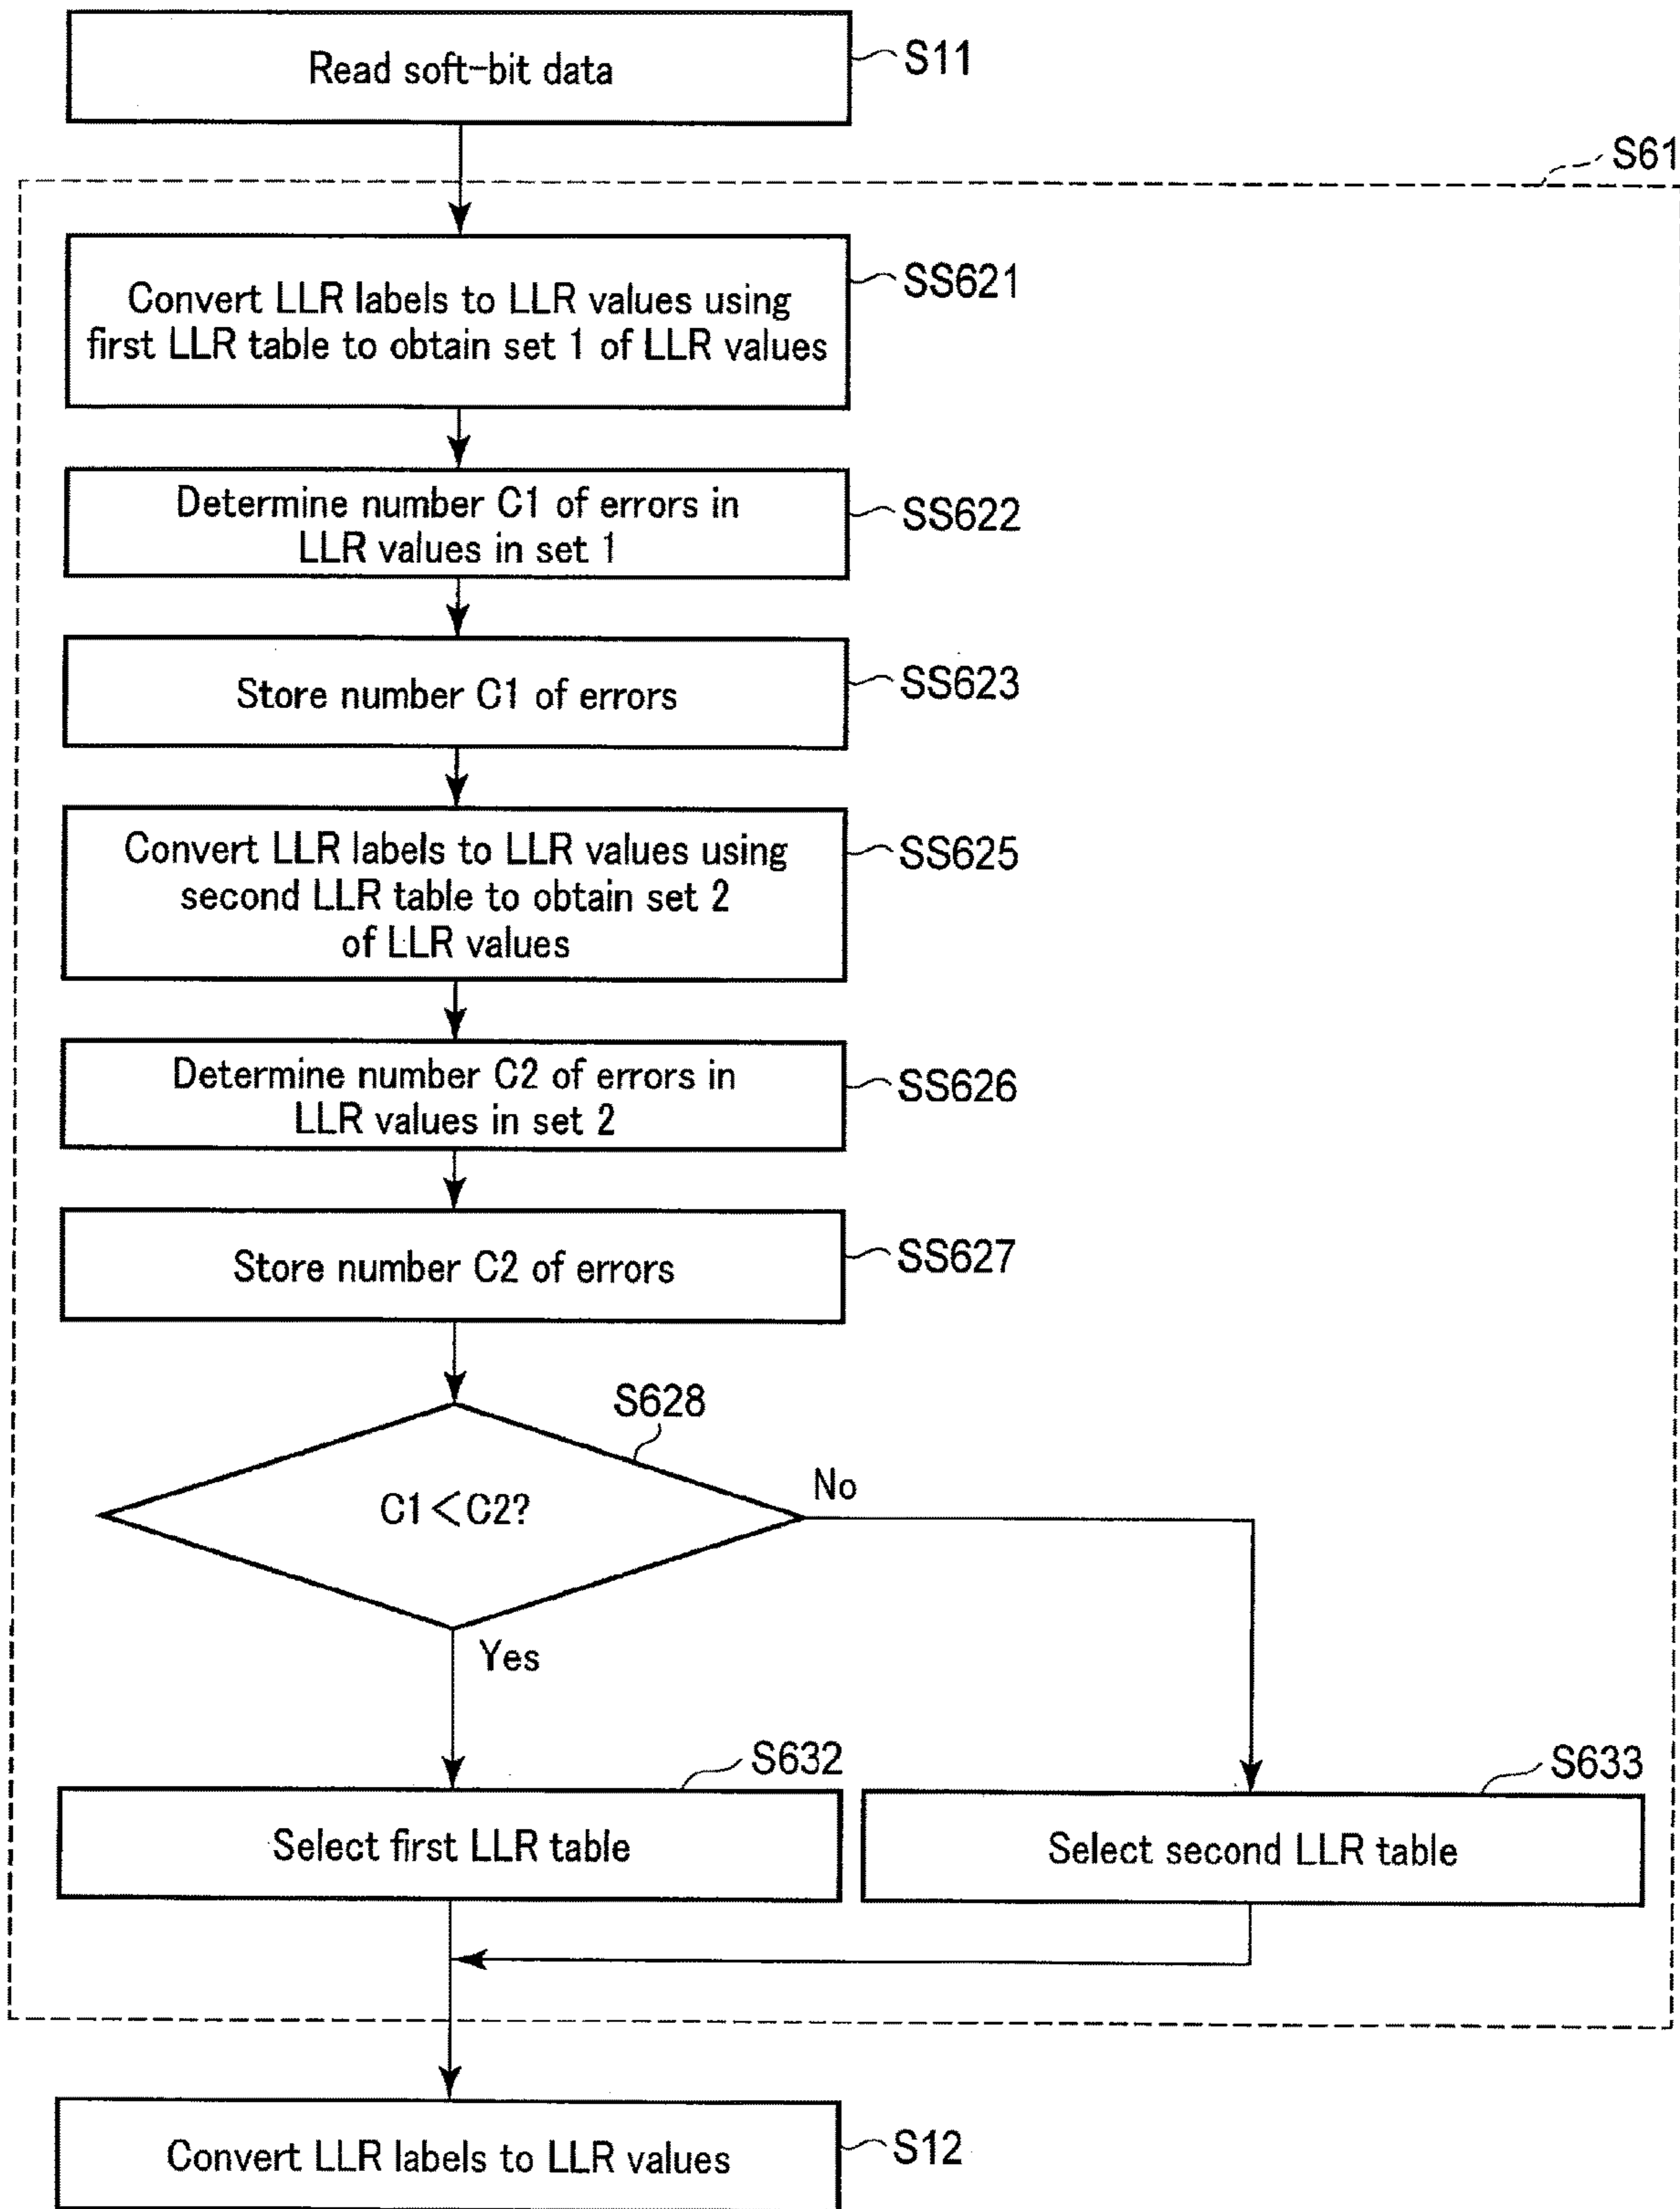 Read soft-bit data
S11
S61
Convert LLR labels to LLR values using
first LLR table to obtain set 1 of LLR values
SS621
Determine number C1 of errors in
LLR values in set 1
SS622
Store number C1 of errors
SS623
Convert LLR labels to LLR values using
second LLR table to obtain set 2
of LLR values
SS625
Determine number C2 of errors in
LLR values in set 2
SS626
Store number C2 of errors
SS627
S628
C1<C2?
No
Yes
S632
Select first LLR table
S633
Select second LLR table
Convert LLR labels to LLR values
S12